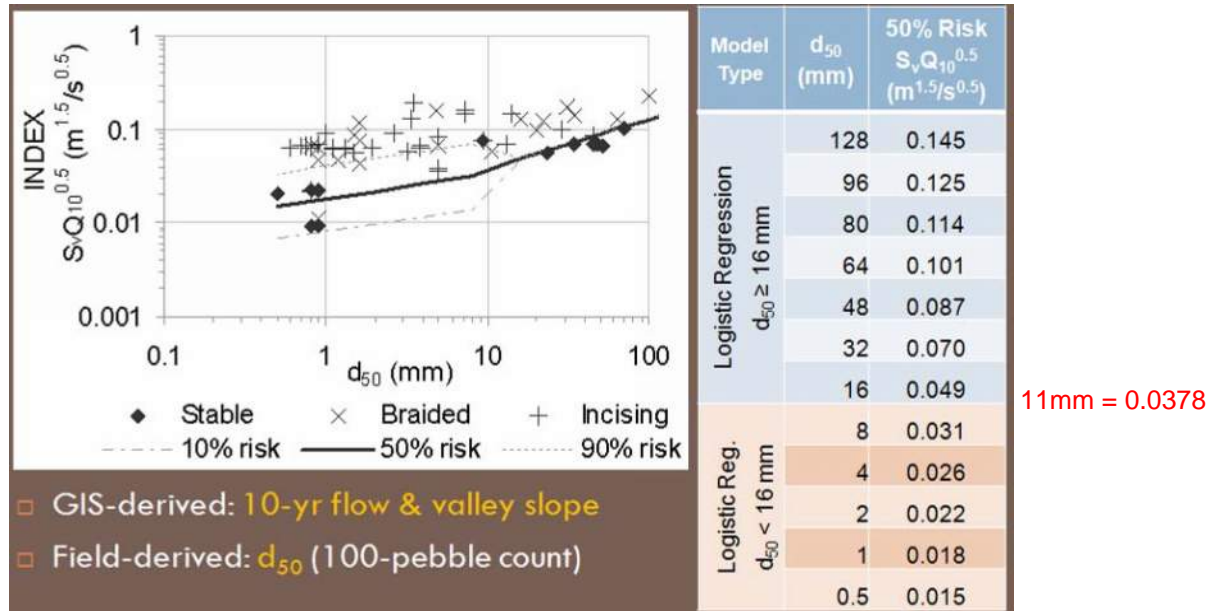 INDEX
SvQ10^0.5 (m^1.5/s^0.5)
1
0.1
0.01
0.001
0.1
1
10
100
d50 (mm)
Stable
Braided
Incising
10% risk
50% risk
90% risk
GIS-derived: 10-yr flow & valley slope
Field-derived: d50 (100-pebble count)
Model Type
d50 (mm)
50% Risk SvQ10^0.5 (m^1.5/s^0.5)
Logistic Regression
d50 ≥ 16 mm
128 0.145
96 0.125
80 0.114
64 0.101
48 0.087
32 0.070
16 0.049
Logistic Reg.
d50 < 16 mm
8 0.031
4 0.026
2 0.022
1 0.018
0.5 0.015
11mm = 0.0378